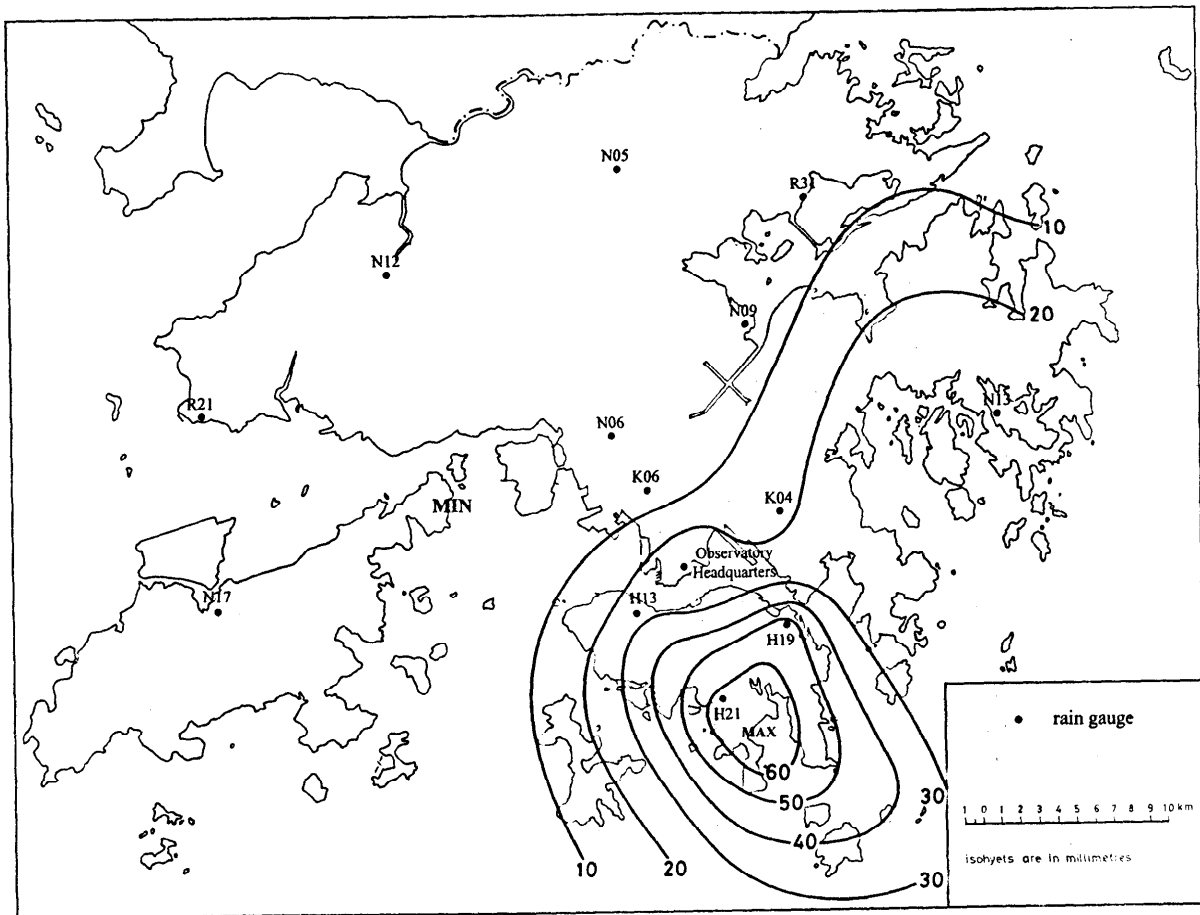 N05
R31
10
N12
N09
20
R21
N15
N06
K06
MIN
K04
Observatory
Headquarters
N17
H13
H19
H21
MAX
rain gauge
60
50
30
1 0 1 2 3 4 5 6 7 8 9 10 km
40
isohyets are in millimetres
10
20
30